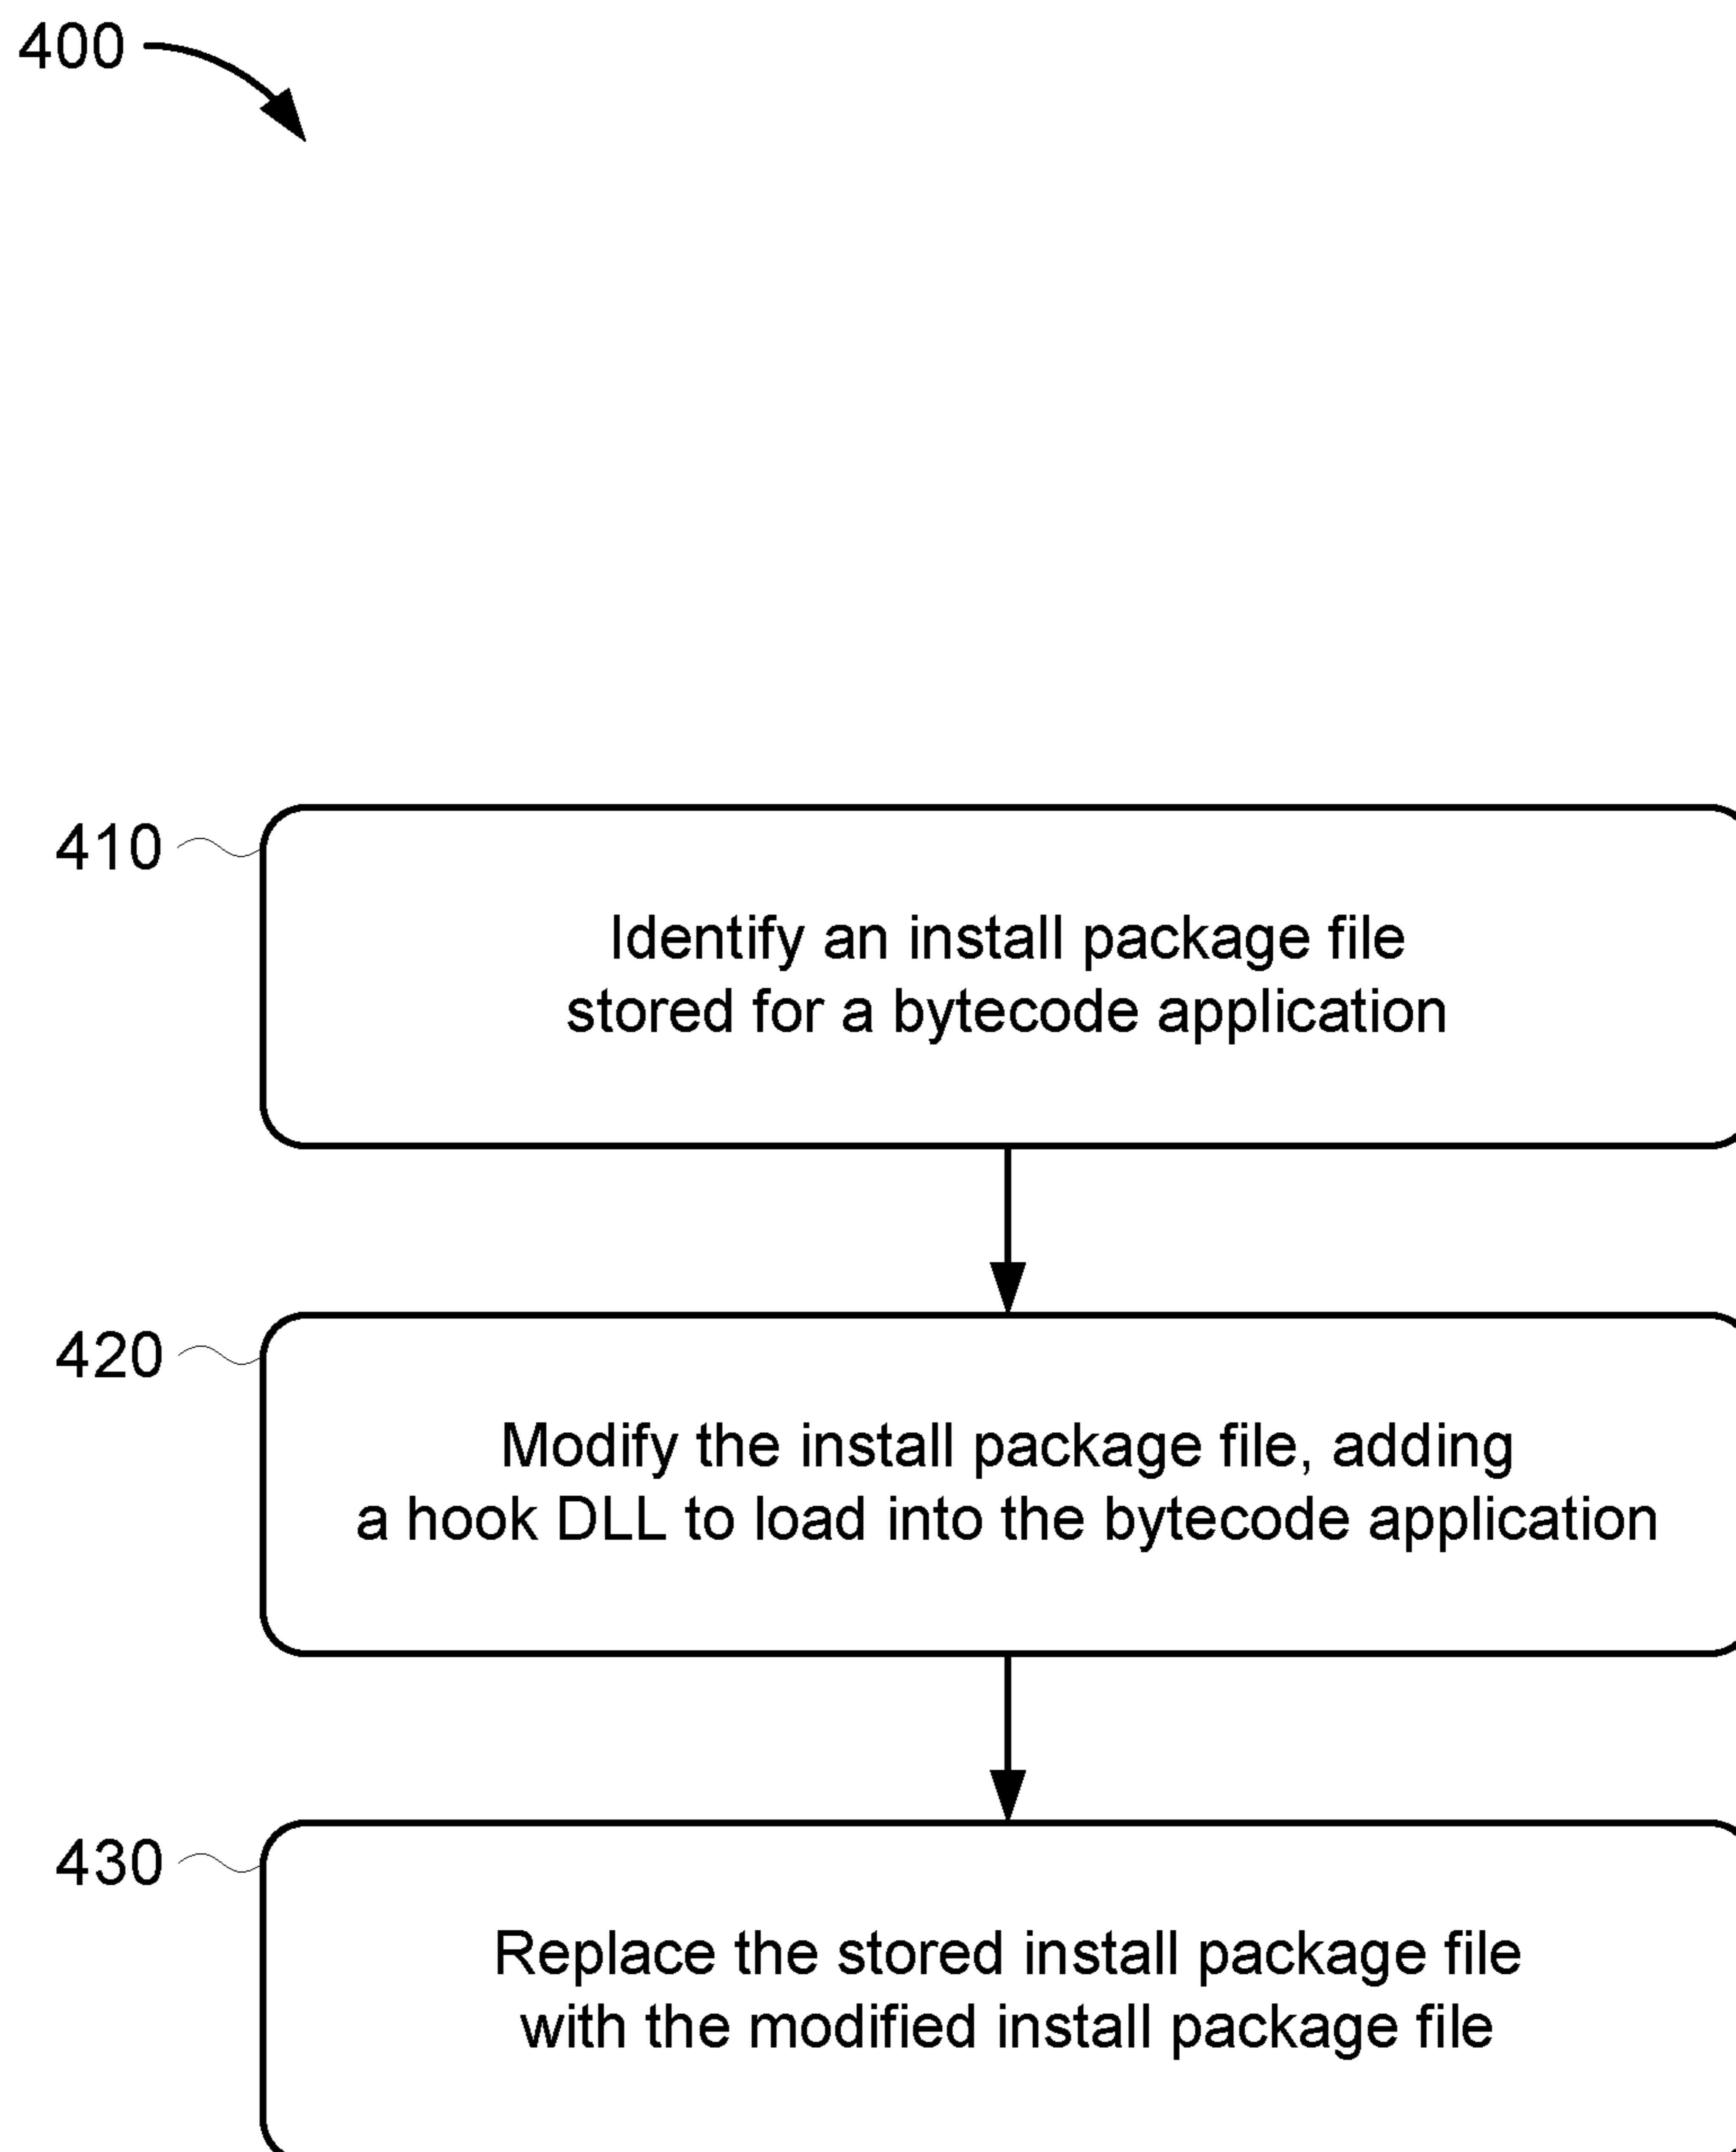 400
410
Identify an install package file
stored for a bytecode application
420
Modify the install package file, adding
a hook DLL to load into the bytecode application
430
Replace the stored install package file
with the modified install package file